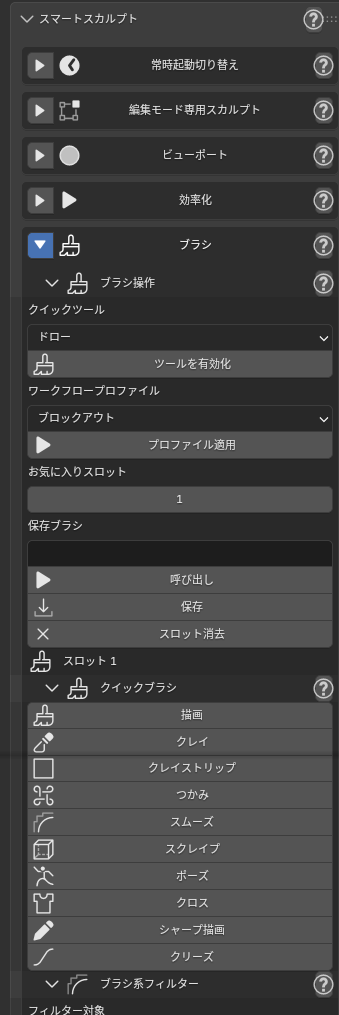 スマートスカルプト
常時起動切り替え
編集モード専用スカルプト
ビューポート
効率化
ブラシ
ブラシ操作
クイックツール
ドロー
ツールを有効化
ワークフロープロファイル
ブロックアウト
プロファイル適用
お気に入りスロット
1
保存ブラシ
呼び出し
保存
スロット消去
スロット 1
クイックブラシ
描画
クレイ
クレイストリップ
つかみ
スムーズ
スクレイプ
ポーズ
クロス
シャープ描画
クリーズ
ブラシ系フィルター
フィルター対象